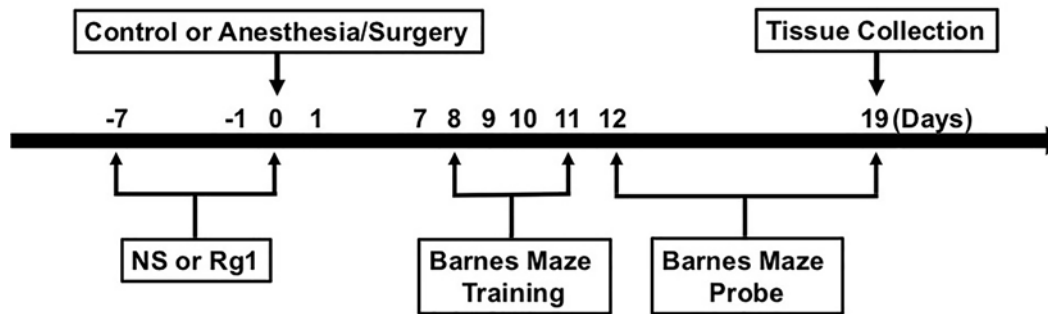 Control or Anesthesia/Surgery
Tissue Collection
-7 -1 0 1 7 8 9 10 11 12 19 (Days)
NS or Rg1
Barnes Maze
Training
Barnes Maze
Probe